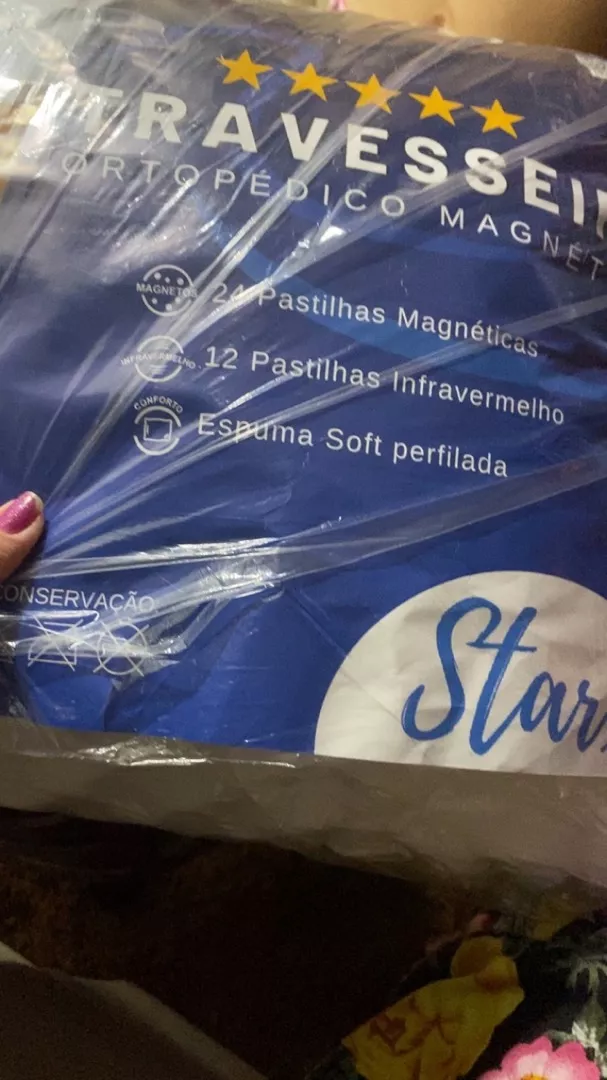 TRAVESSEI
ORTOPÉDICO MAGNÉT
MAGNETOS
24 Pastilhas Magnéticas
INFRAVERMELHO
12 Pastilhas Infravermelho
CONFORTO
Espuma Soft perfilada
CONSERVAÇÃO
Star